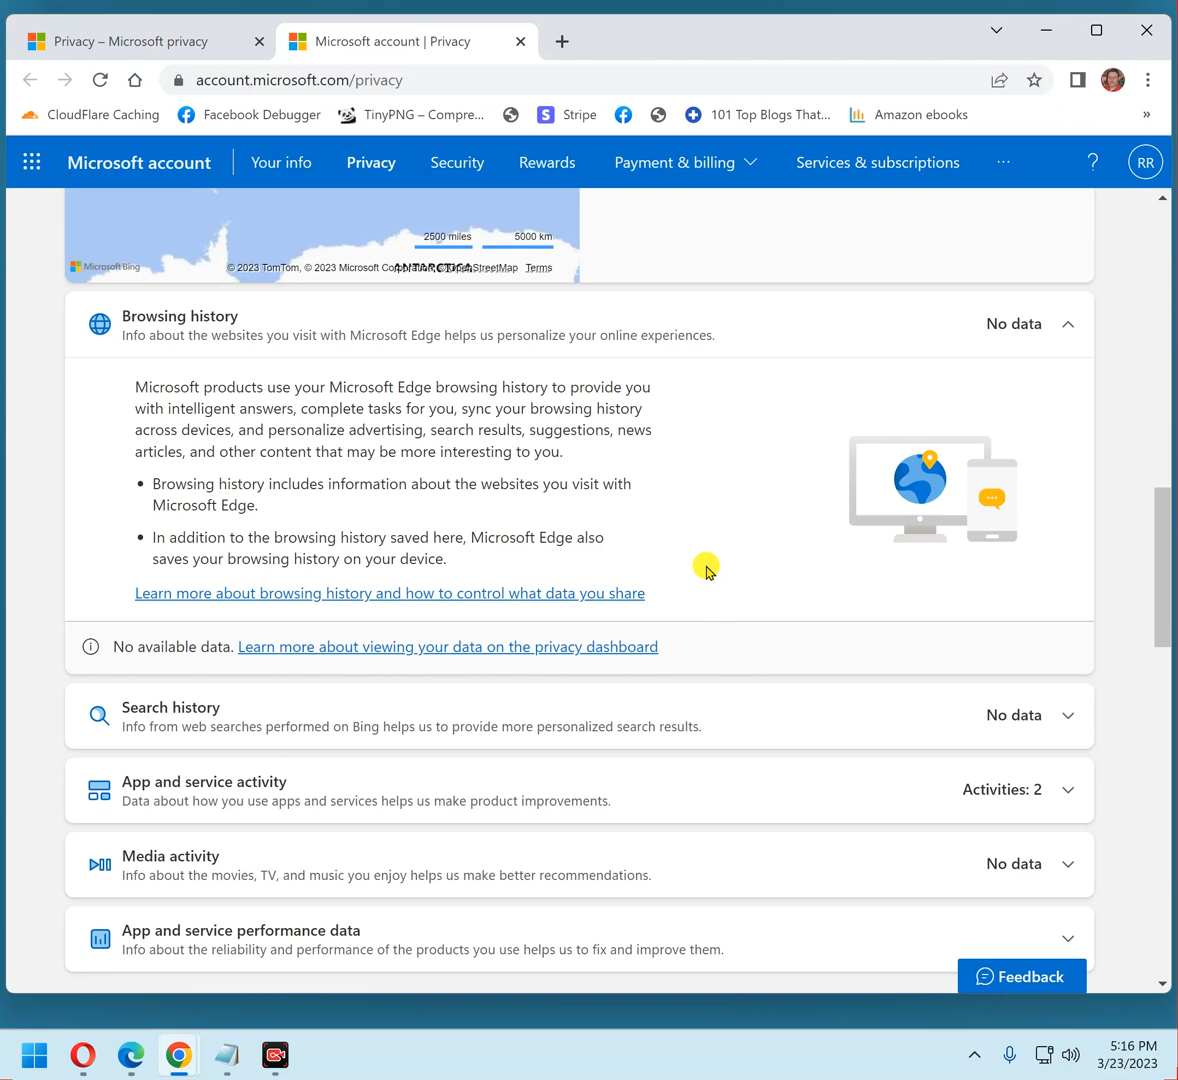 Privacy – Microsoft privacy
Microsoft account | Privacy
account.microsoft.com/privacy
CloudFlare Caching
Facebook Debugger
TinyPNG – Compre...
Stripe
101 Top Blogs That...
Amazon ebooks
»
Microsoft account
Your info
Privacy
Security
Rewards
Payment & billing
Services & subscriptions
...
?
RR
2500 miles
5000 km
Microsoft Bing
© 2023 TomTom, © 2023 Microsoft Corporation, © OpenStreetMap Terms
ANTARCTICA
Browsing history
Info about the websites you visit with Microsoft Edge helps us personalize your online experiences.
No data
Microsoft products use your Microsoft Edge browsing history to provide you
with intelligent answers, complete tasks for you, sync your browsing history
across devices, and personalize advertising, search results, suggestions, news
articles, and other content that may be more interesting to you.
• Browsing history includes information about the websites you visit with
Microsoft Edge.
• In addition to the browsing history saved here, Microsoft Edge also
saves your browsing history on your device.
Learn more about browsing history and how to control what data you share
No available data. Learn more about viewing your data on the privacy dashboard
Search history
Info from web searches performed on Bing helps us to provide more personalized search results.
No data
App and service activity
Data about how you use apps and services helps us make product improvements.
Activities: 2
Media activity
Info about the movies, TV, and music you enjoy helps us make better recommendations.
No data
App and service performance data
Info about the reliability and performance of the products you use helps us to fix and improve them.
Feedback
5:16 PM
3/23/2023